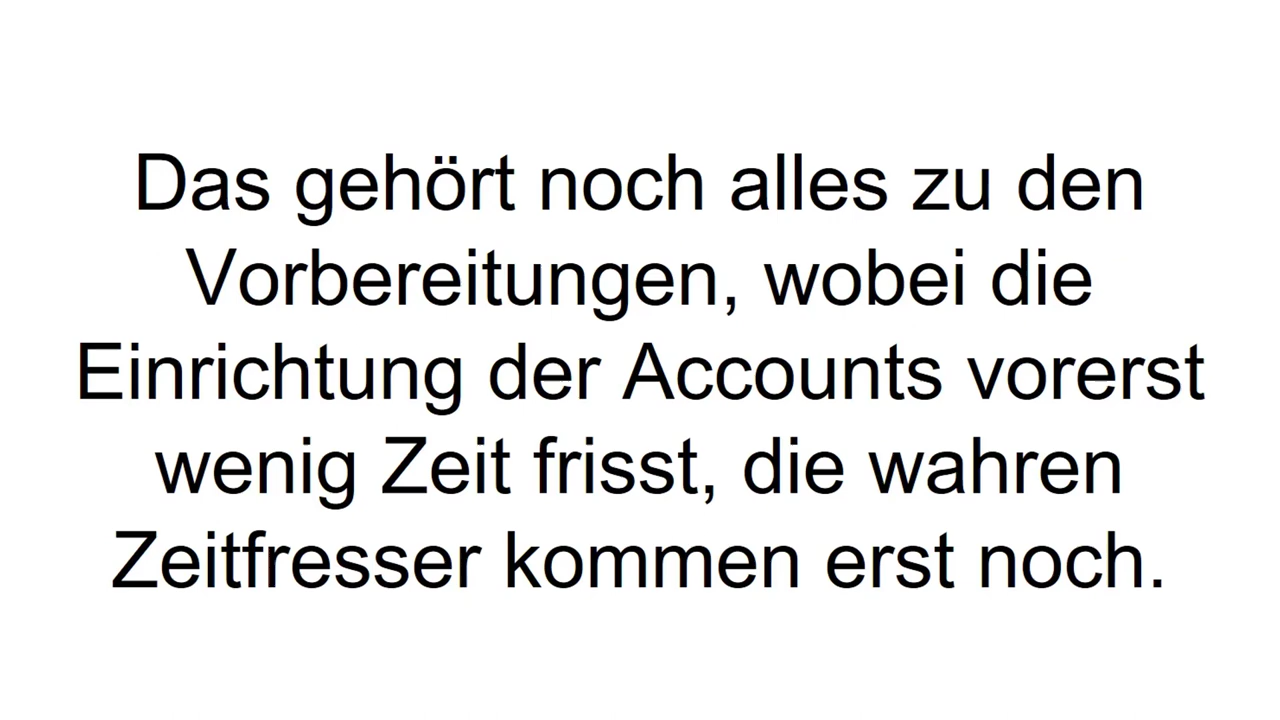 Das gehört noch alles zu den
Vorbereitungen, wobei die
Einrichtung der Accounts vorerst
wenig Zeit frisst, die wahren
Zeitfresser kommen erst noch.